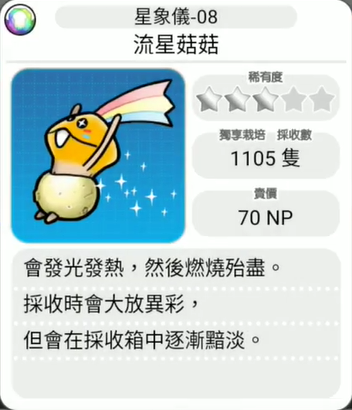 星象儀-08
流星菇菇
稀有度
獨享栽培 採收數
1105 隻
賣價
70 NP
會發光發熱，然後燃燒殆盡。
採收時會大放異彩，
但會在採收箱中逐漸黯淡。